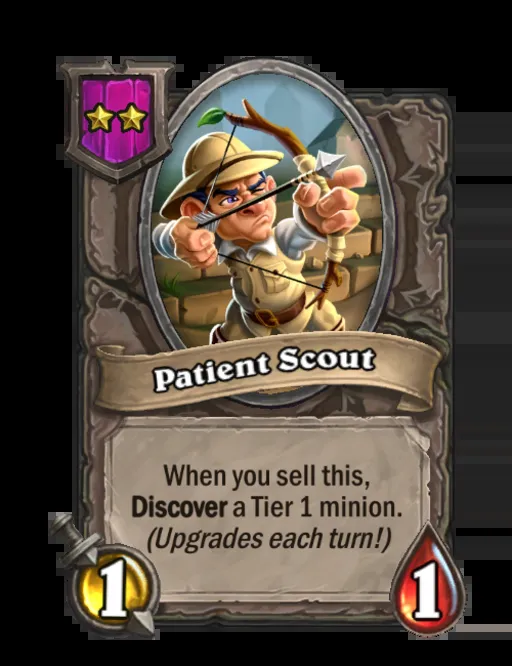 Patient Scout
When you sell this,
Discover a Tier 1 minion.
(Upgrades each turn!)
1
1